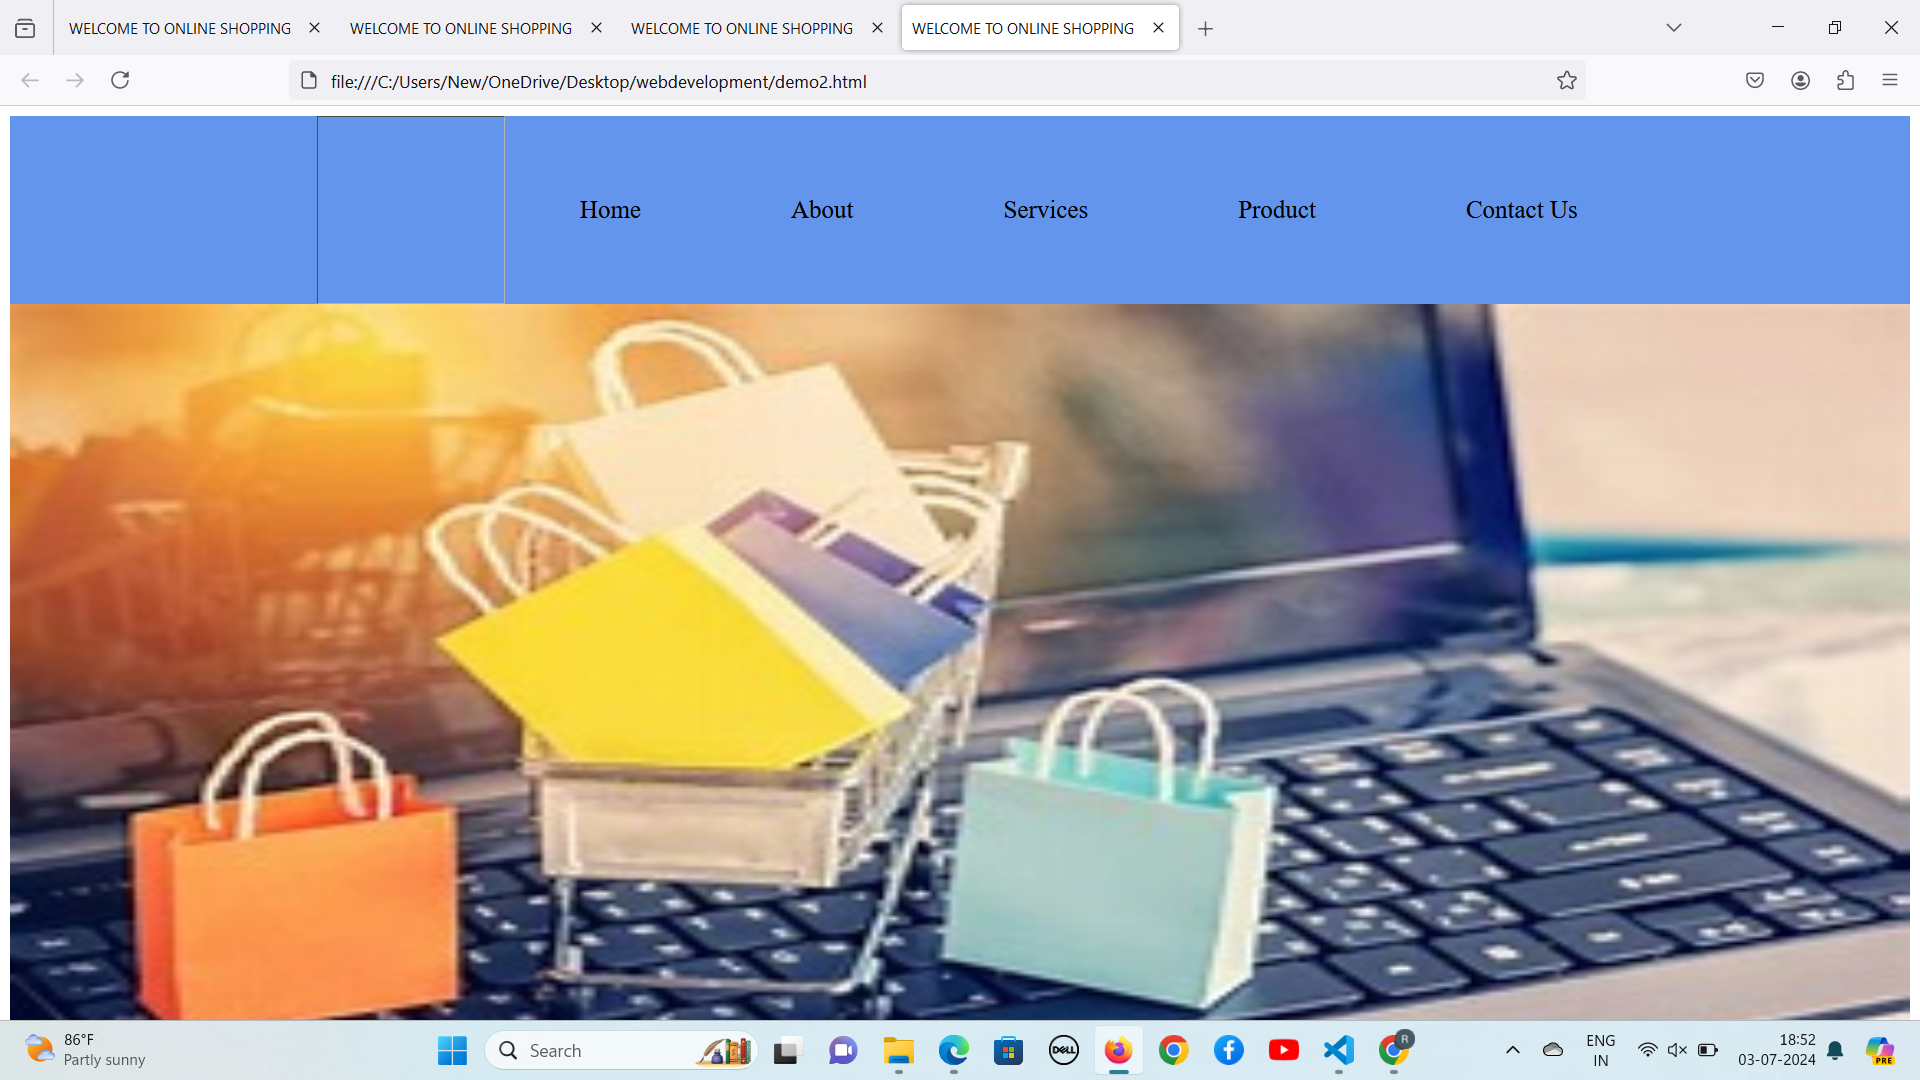 WELCOME TO ONLINE SHOPPING
WELCOME TO ONLINE SHOPPING
WELCOME TO ONLINE SHOPPING
WELCOME TO ONLINE SHOPPING
file:///C:/Users/New/OneDrive/Desktop/webdevelopment/demo2.html
Home
About
Services
Product
Contact Us
86°F
Partly sunny
Search
DELL
R
ENG
IN
18:52
03-07-2024
PRE